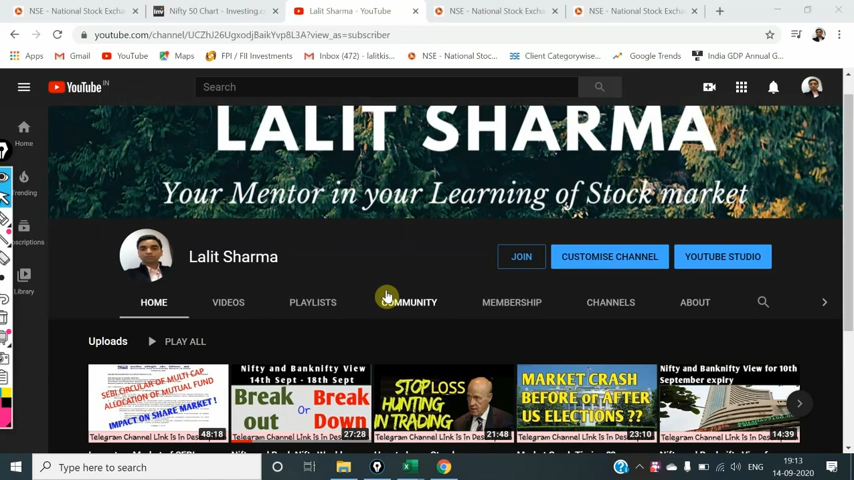 NSE - National Stock Exchan
Nifty 50 Chart - Investing.co
Lalit Sharma - YouTube
NSE - National Stock Exchan
NSE - National Stock Exchan
youtube.com/channel/UCZhJ26UgxodjBaikYvp8L3A?view_as=subscriber
Apps
Gmail
YouTube
Maps
FPI / FII Investments
Inbox (472) - lalitkis...
NSE - National Stoc...
Client Categorywise...
Google Trends
India GDP Annual G...
YouTube IN
Search
LALIT SHARMA
Your Mentor in your Learning of Stock market
Home
Trending
Library
Lalit Sharma
JOIN
CUSTOMISE CHANNEL
YOUTUBE STUDIO
HOME
VIDEOS
PLAYLISTS
COMMUNITY
MEMBERSHIP
CHANNELS
ABOUT
Uploads
PLAY ALL
SEBI CIRCULAR OF MULTI CAP
ALLOCATION OF MUTUAL FUND
IMPACT ON SHARE MARKET !
Telegram Channel Link Is In Des
48:18
Nifty and Banknifty View
14th Sept - 18th Sept
Break out Or Break Down
Telegram Channel Link Is In Des
27:28
STOPLOSS
HUNTING
IN TRADING
Telegram Channel Link Is In Des
21:48
MARKET CRASH
BEFORE or AFTER
US ELECTIONS ??
Telegram Channel Link Is In Des
23:10
Nifty and Banknifty View for 10th
September expiry
Telegram Channel Link Is In Des
14:39
Type here to search
ENG
19:13
14-09-2020